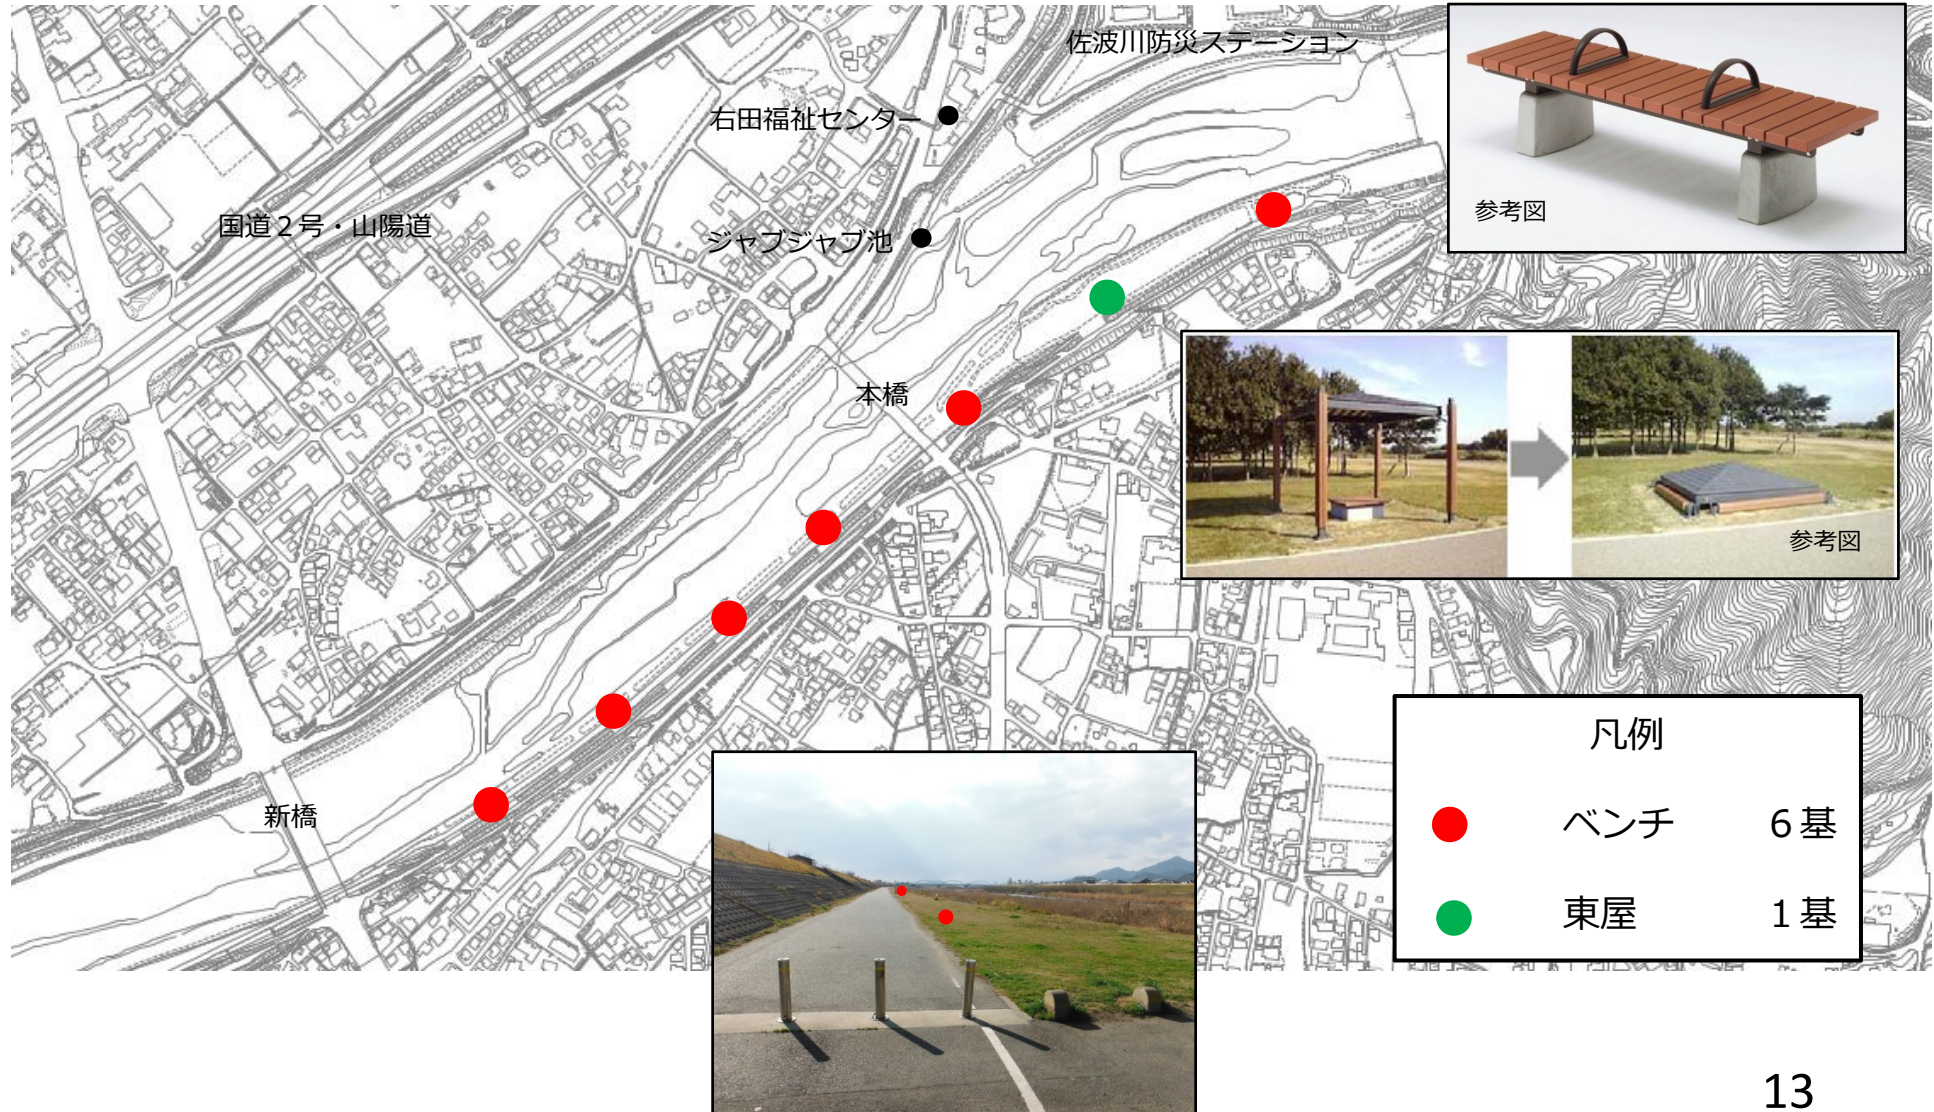 佐波川防災ステーション
右田福祉センター
国道２号・山陽道
ジャブジャブ池
参考図
本橋
参考図
新橋
凡例
ベンチ ６基
東屋 １基
13